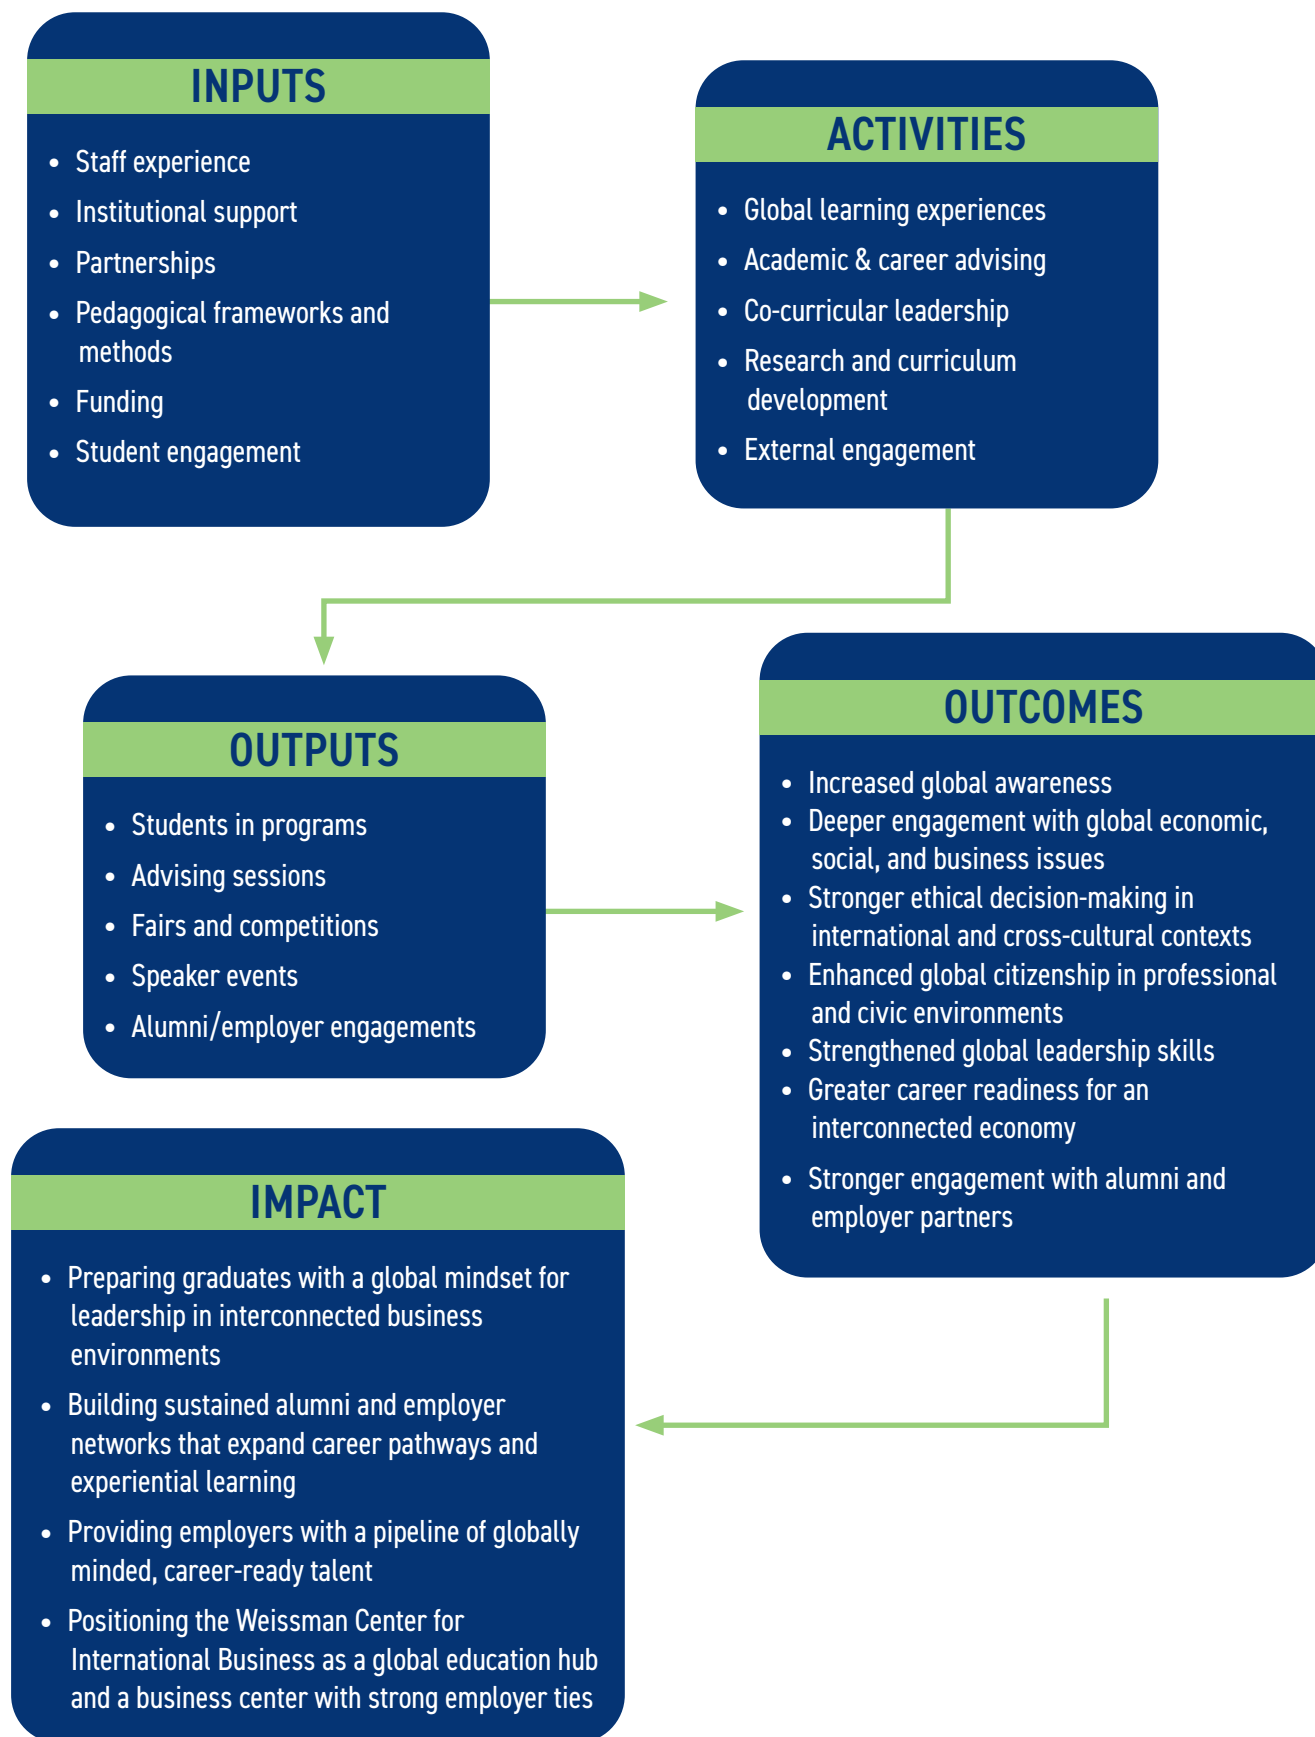 INPUTS
• Staff experience
• Institutional support
• Partnerships
• Pedagogical frameworks and
methods
• Funding
• Student engagement
ACTIVITIES
• Global learning experiences
• Academic & career advising
• Co-curricular leadership
• Research and curriculum
development
• External engagement
OUTPUTS
• Students in programs
• Advising sessions
• Fairs and competitions
• Speaker events
• Alumni/employer engagements
OUTCOMES
• Increased global awareness
• Deeper engagement with global economic,
social, and business issues
• Stronger ethical decision-making in
international and cross-cultural contexts
• Enhanced global citizenship in professional
and civic environments
• Strengthened global leadership skills
• Greater career readiness for an
interconnected economy
• Stronger engagement with alumni and
employer partners
IMPACT
• Preparing graduates with a global mindset for
leadership in interconnected business
environments
• Building sustained alumni and employer
networks that expand career pathways and
experiential learning
• Providing employers with a pipeline of globally
minded, career-ready talent
• Positioning the Weissman Center for
International Business as a global education hub
and a business center with strong employer ties